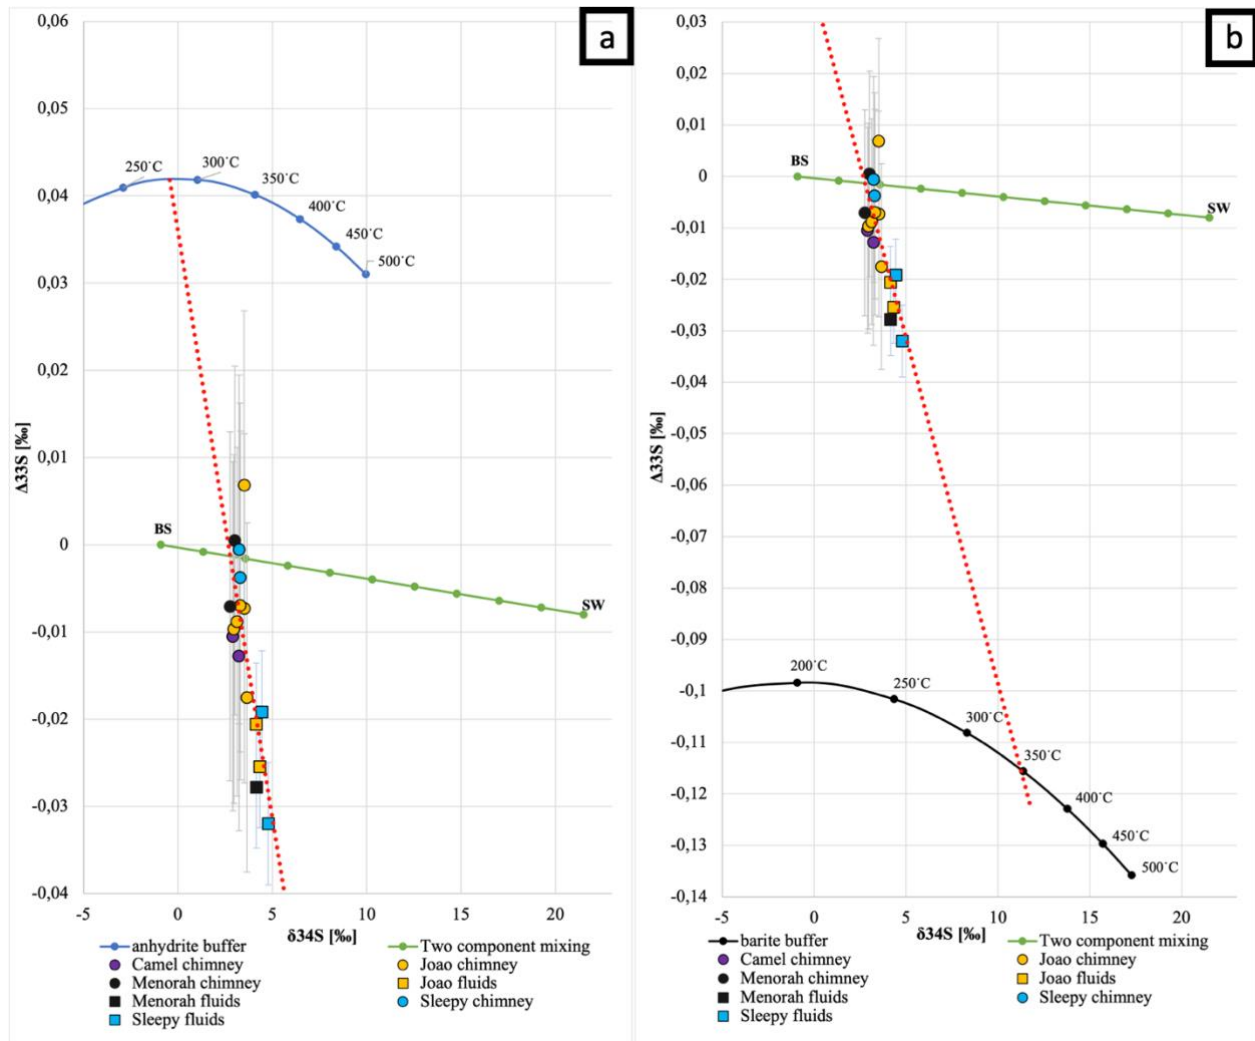 a
0,06
0,05
0,04
0,03
0,02
0,01
0
-0,01
-0,02
-0,03
-0,04
Δ33S [‰]
250˚C
300˚C
350˚C
400˚C
450˚C
500˚C
BS
SW
-5
0
5
10
15
20
δ34S [‰]
anhydrite buffer
Two component mixing
Camel chimney
Joao chimney
Menorah chimney
Joao fluids
Menorah fluids
Sleepy chimney
Sleepy fluids
b
0,03
0,02
0,01
0
-0,01
-0,02
-0,03
-0,04
-0,05
-0,06
-0,07
-0,08
-0,09
-0,1
-0,11
-0,12
-0,13
-0,14
Δ33S [‰]
BS
SW
200˚C
250˚C
300˚C
350˚C
400˚C
450˚C
500˚C
-5
0
5
10
15
20
δ34S [‰]
barite buffer
Two component mixing
Camel chimney
Joao chimney
Menorah chimney
Joao fluids
Menorah fluids
Sleepy chimney
Sleepy fluids